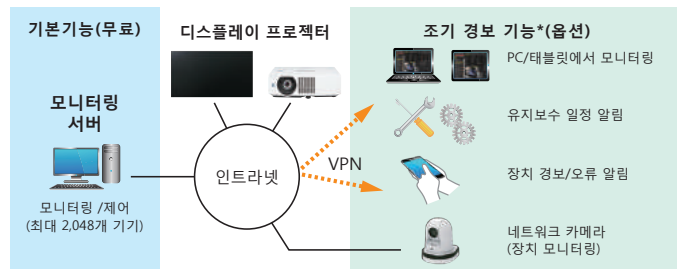 기본기능(무료)
모니터링
서버
모니터링 /제어
(최대 2,048개 기기)
디스플레이 프로젝터
인트라넷
VPN
조기 경보 기능*(옵션)
PC/태블릿에서 모니터링
유지보수 일정 알림
장치 경보/오류 알림
네트워크 카메라
(장치 모니터링)